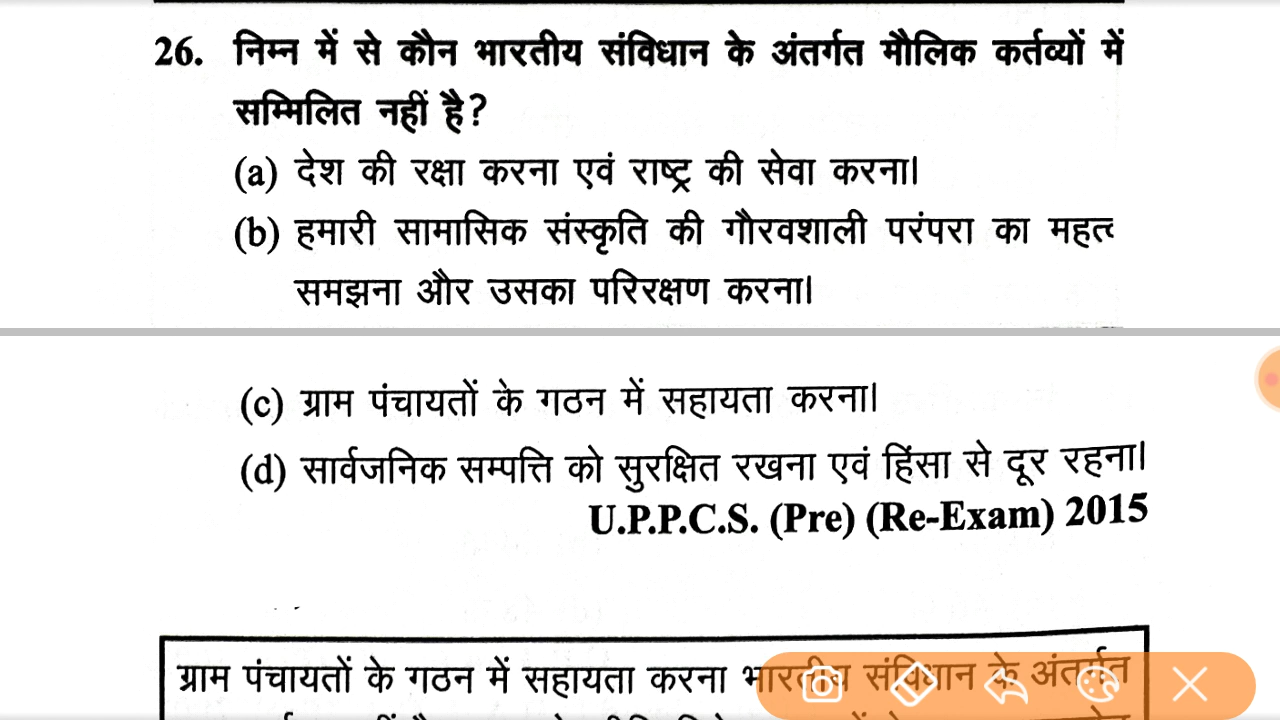 26. निम्न में से कौन भारतीय संविधान के अंतर्गत मौलिक कर्तव्यों में
सम्मिलित नहीं है?
(a) देश की रक्षा करना एवं राष्ट्र की सेवा करना।
(b) हमारी सामासिक संस्कृति की गौरवशाली परंपरा का महत्व
समझना और उसका परिरक्षण करना।
(c) ग्राम पंचायतों के गठन में सहायता करना।
(d) सार्वजनिक सम्पत्ति को सुरक्षित रखना एवं हिंसा से दूर रहना।
U.P.P.C.S. (Pre) (Re-Exam) 2015
ग्राम पंचायतों के गठन में सहायता करना भारतीय संविधान के अंतर्गत